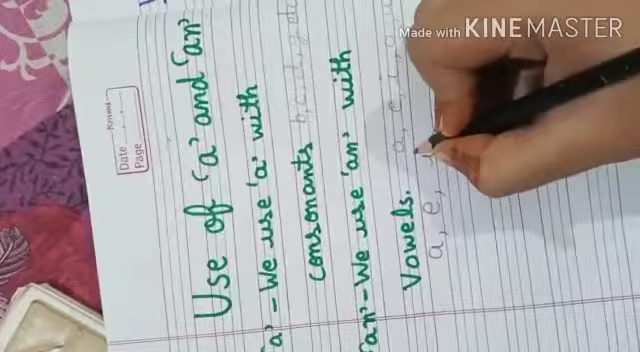 Made with KINEMASTER
Date
Page
Use of 'a' and 'an'
'a' - We use 'a' with
consonants b, c, d,
'an' - We use 'an' with
Vowels. a, e, i, o, u
a, e,